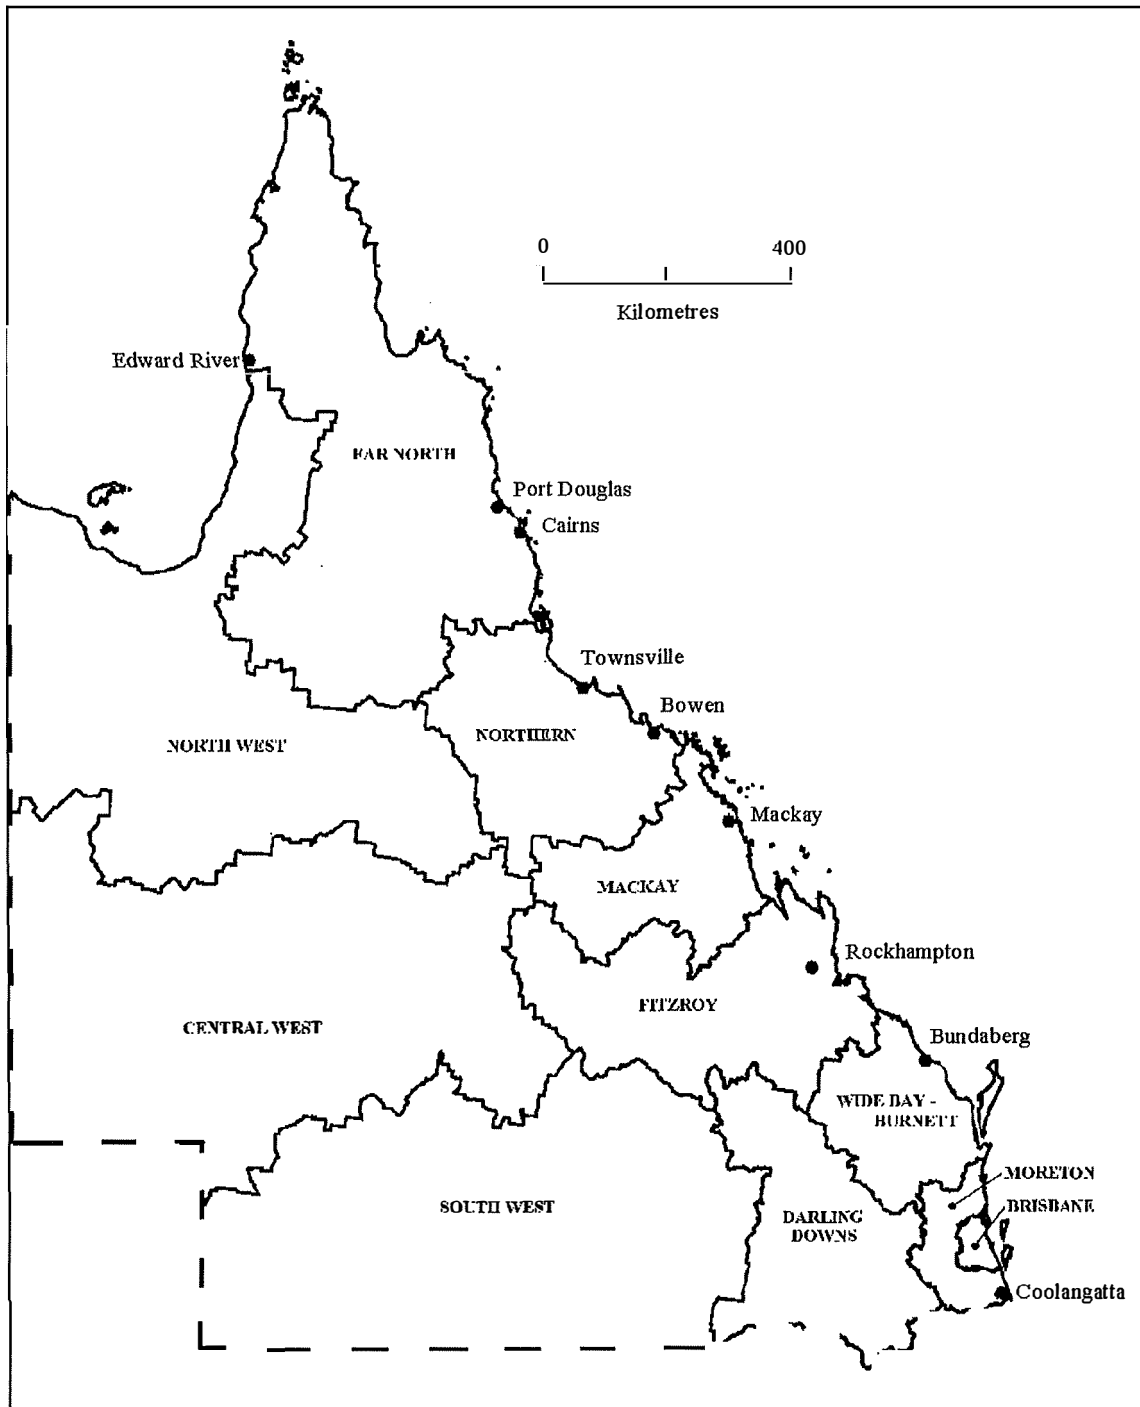 0 400
Kilometres
Edward River
FAR NORTH
Port Douglas
Cairns
Townsville
Bowen
NORTHERN
NORTH WEST
Mackay
MACKAY
Rockhampton
FITZROY
CENTRAL WEST
Bundaberg
WIDE BAY -
BURNETT
MORETON
BRISBANE
SOUTH WEST
DARLING
DOWNS
Coolangatta